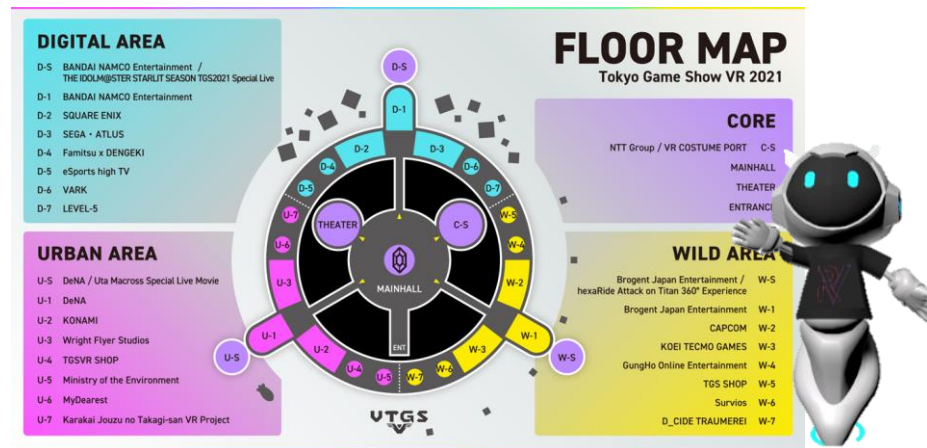 FLOOR MAP
Tokyo Game Show VR 2021
DIGITAL AREA
D-S BANDAI NAMCO Entertainment /
THE IDOLM@STER STARLIT SEASON TGS2021 Special Live
D-1 BANDAI NAMCO Entertainment
D-2 SQUARE ENIX
D-3 SEGA・ATLUS
D-4 Famitsu x DENGEKI
D-5 eSports high TV
D-6 VARK
D-7 LEVEL-5
URBAN AREA
U-S DeNA / Uta Macross Special Live Movie
U-1 DeNA
U-2 KONAMI
U-3 Wright Flyer Studios
U-4 TGSVR SHOP
U-5 Ministry of the Environment
U-6 MyDearest
U-7 Karakai Jouzu no Takagi-san VR Project
D-S
D-1
D-2
D-3
D-4
D-6
D-5
D-7
U-7
W-5
THEATER
C-S
U-6
W-4
U-3
MAINHALL
W-2
U-1
W-1
U-2
ENT
W-3
U-S
W-S
U-4
W-6
U-5
W-7
VTGS
CORE
NTT Group / VR COSTUME PORT C-S
MAINHALL
THEATER
ENTRANC
WILD AREA
Brogent Japan Entertainment / W-S
hexaRide Attack on Titan 360° Experience
Brogent Japan Entertainment W-1
CAPCOM W-2
KOEI TECMO GAMES W-3
GungHo Online Entertainment W-4
TGS SHOP W-5
Survios W-6
D_CIDE TRAUMEREI W-7